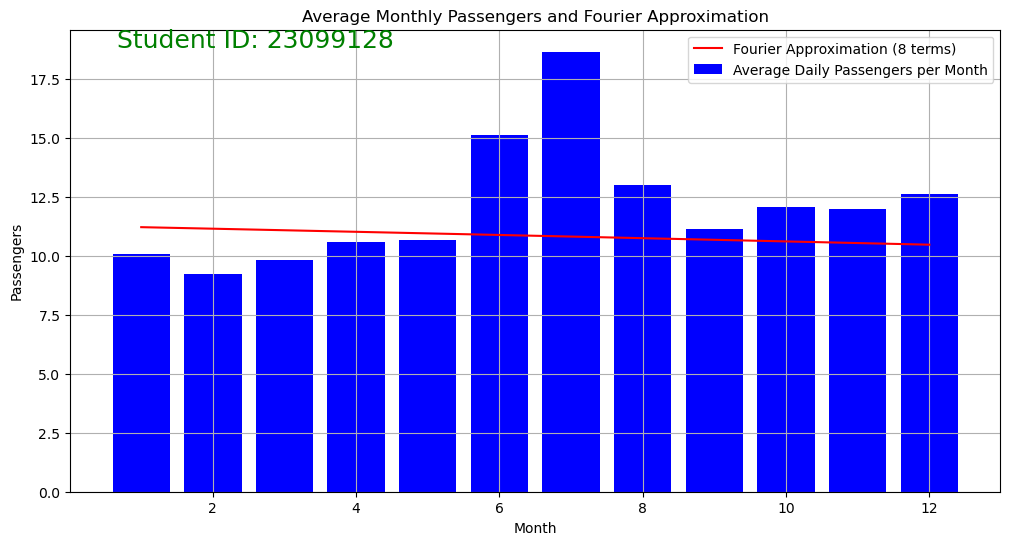 Average Monthly Passengers and Fourier Approximation
Student ID: 23099128
Fourier Approximation (8 terms)
Average Daily Passengers per Month
Passengers
17.5
15.0
12.5
10.0
7.5
5.0
2.5
0.0
2 4 6 8 10 12
Month